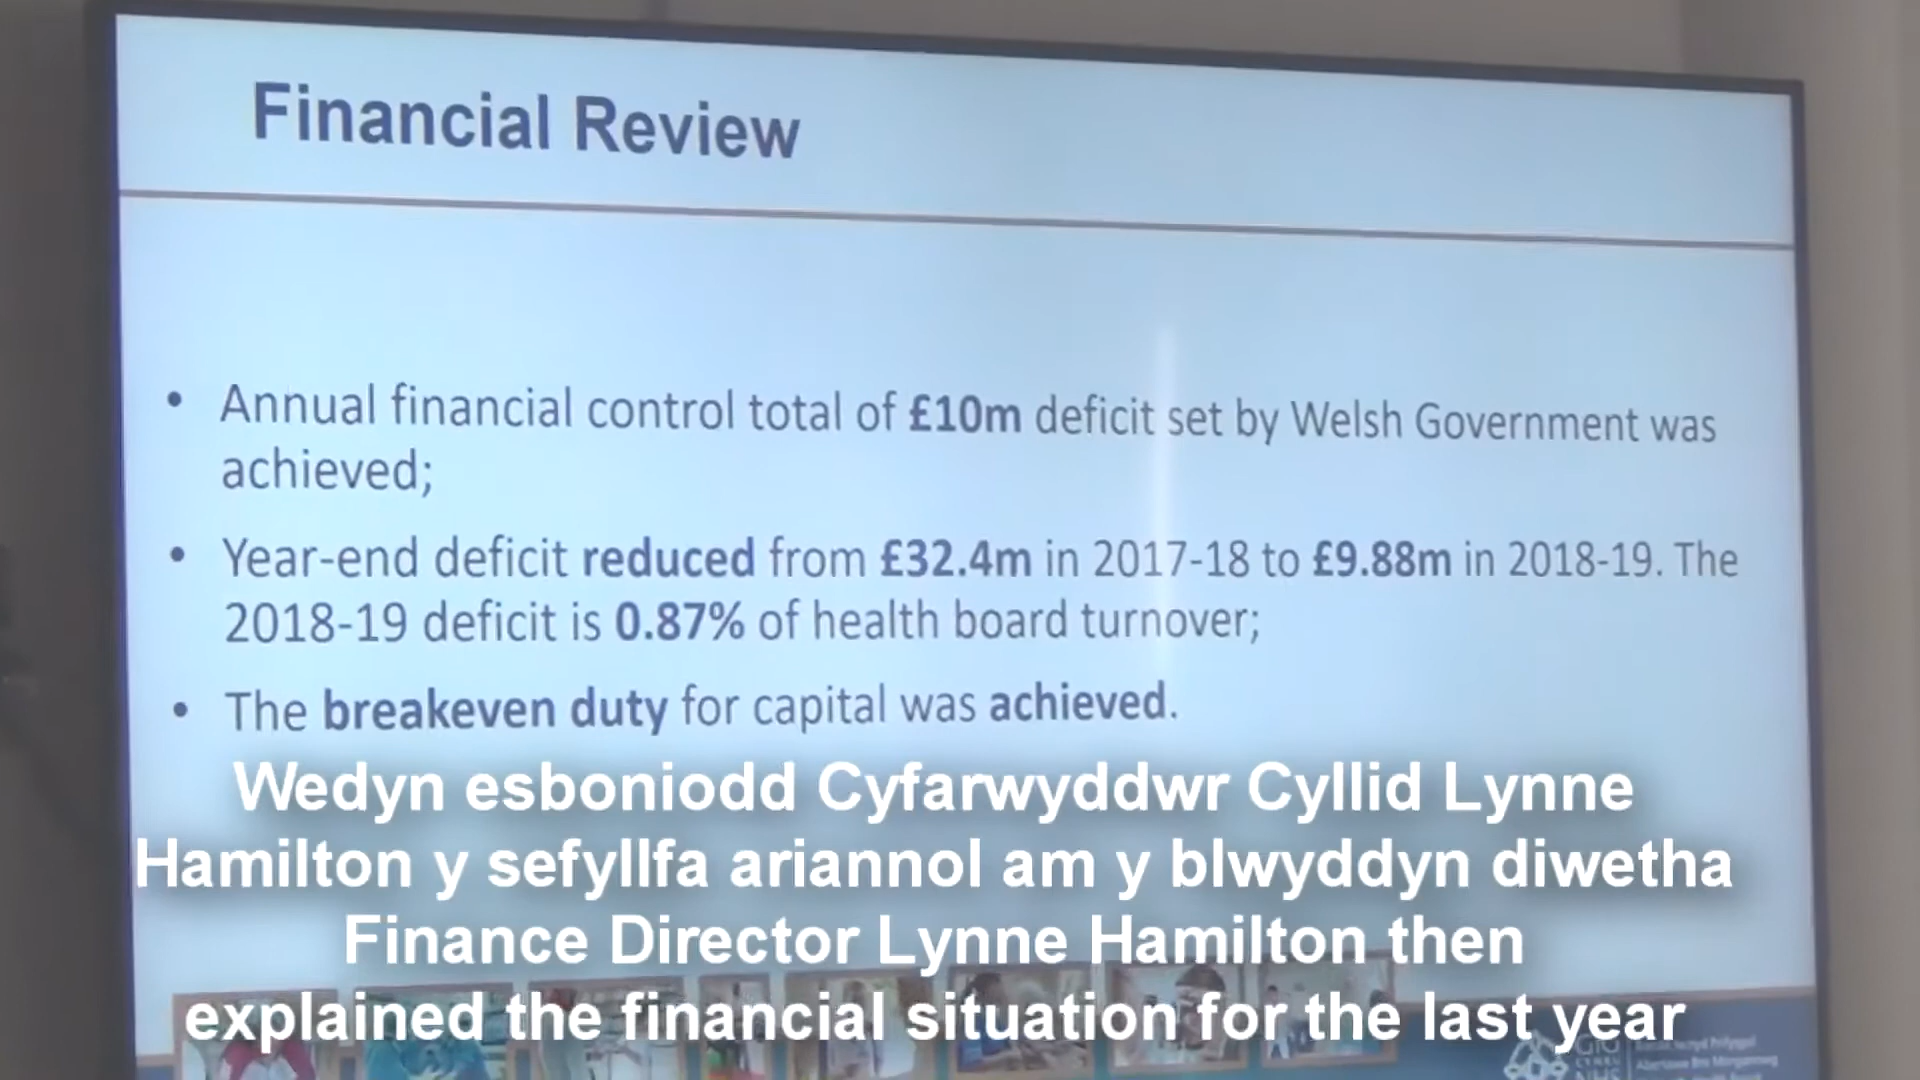 Financial Review
• Annual financial control total of £10m deficit set by Welsh Government was
achieved;
• Year-end deficit reduced from £32.4m in 2017-18 to £9.88m in 2018-19. The
2018-19 deficit is 0.87% of health board turnover;
• The breakeven duty for capital was achieved.
Wedyn esboniodd Cyfarwyddwr Cyllid Lynne
Hamilton y sefyllfa ariannol am y blwyddyn diwetha
Finance Director Lynne Hamilton then
explained the financial situation for the last year
GIG
NHS